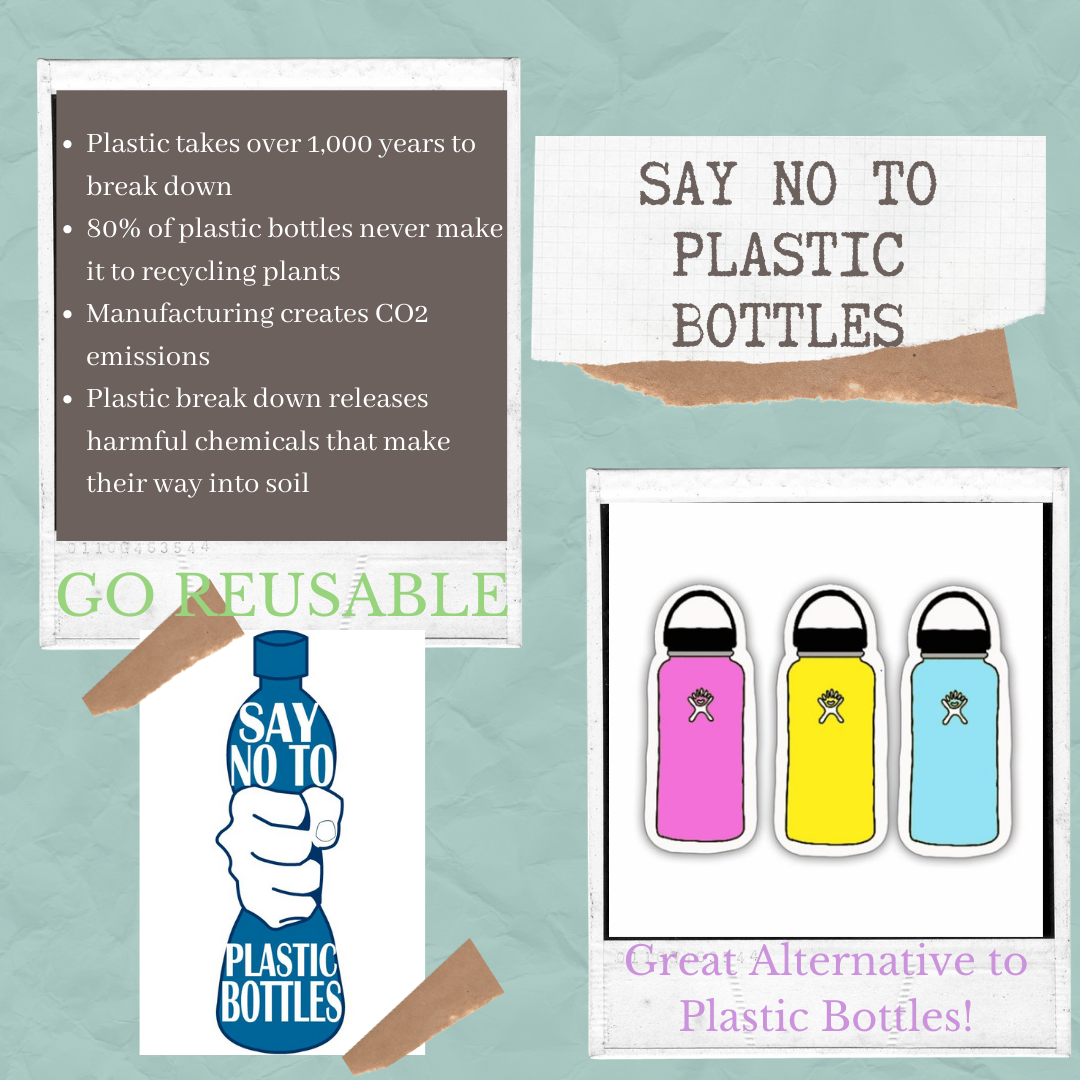 • Plastic takes over 1,000 years to
break down
• 80% of plastic bottles never make
it to recycling plants
• Manufacturing creates CO2
emissions
• Plastic break down releases
harmful chemicals that make
their way into soil
GO REUSABLE
SAY NO TO
PLASTIC
BOTTLES
SAY
NO TO
PLASTIC
BOTTLES
Great Alternative to
Plastic Bottles!